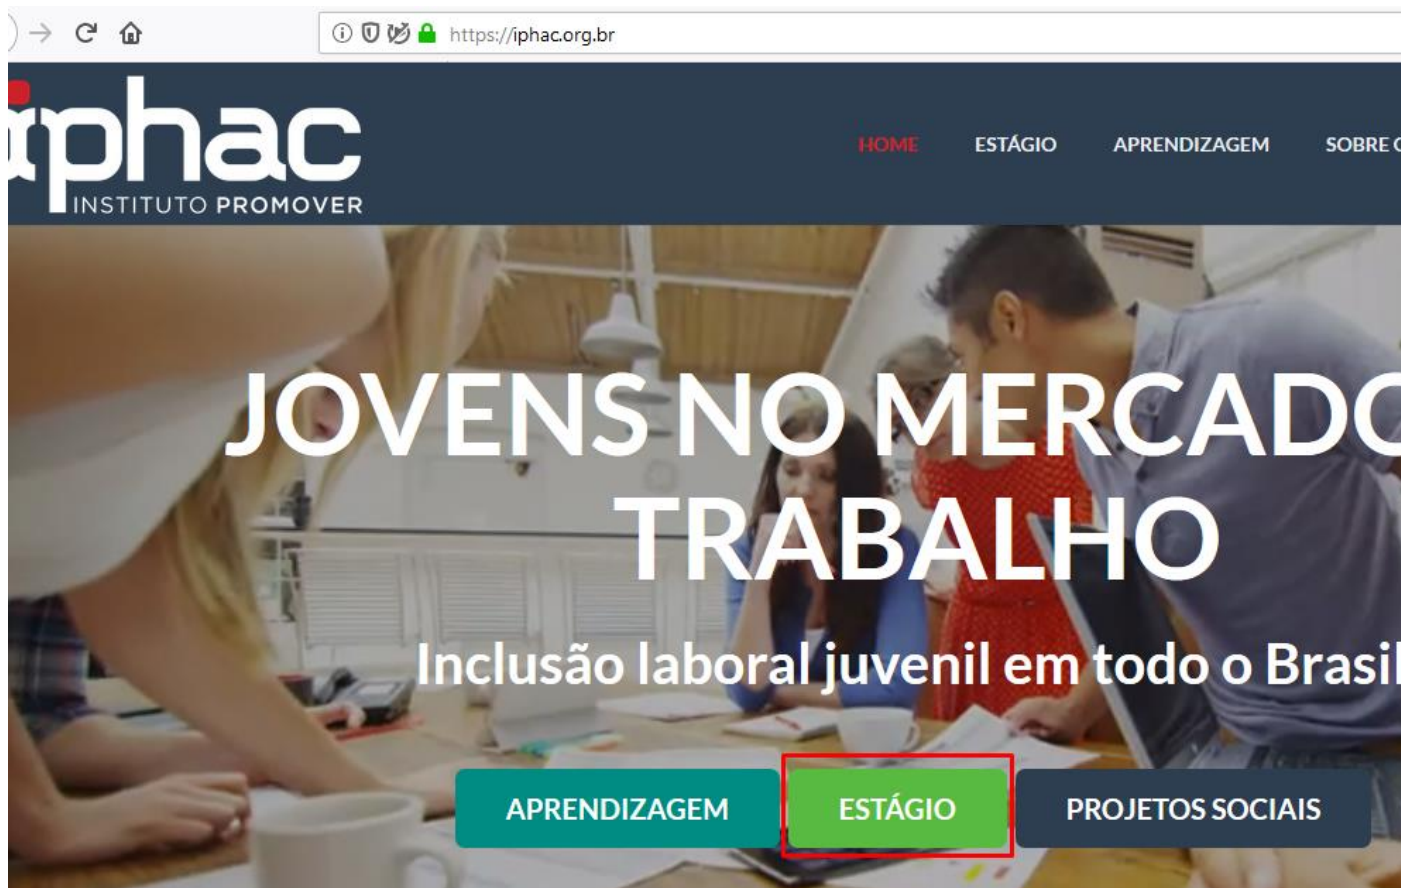 https://iphac.org.br
iphac
INSTITUTO PROMOVER
HOME ESTÁGIO APRENDIZAGEM SOBRE
JOVENS NO MERCADO
TRABALHO
Inclusão laboral juvenil em todo o Brasil
APRENDIZAGEM ESTÁGIO PROJETOS SOCIAIS